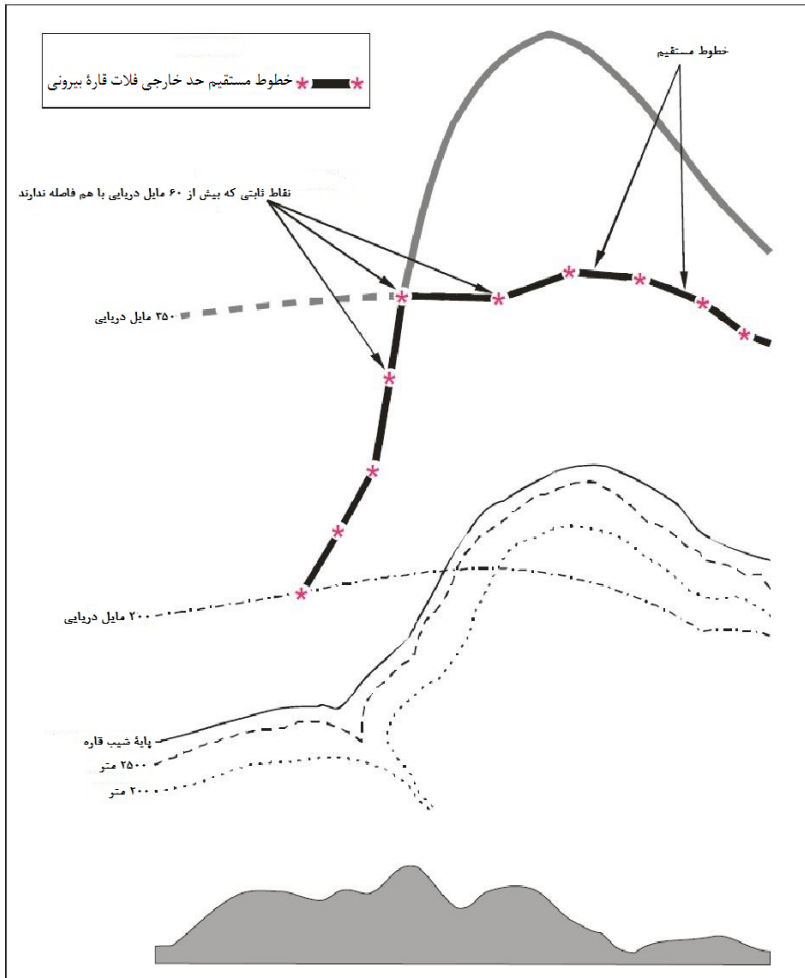 خطوط مستقیم حد خارجی فلات قارهٔ بیرونی
خطوط مستقیم
نقاط ثابتی که بیش از ۶۰ مایل دریایی با هم فاصله ندارند
۳۵۰ مایل دریایی
۲۰۰ مایل دریایی
پایهٔ شیب قاره
۲۵۰۰ متر
۲۰۰ متر